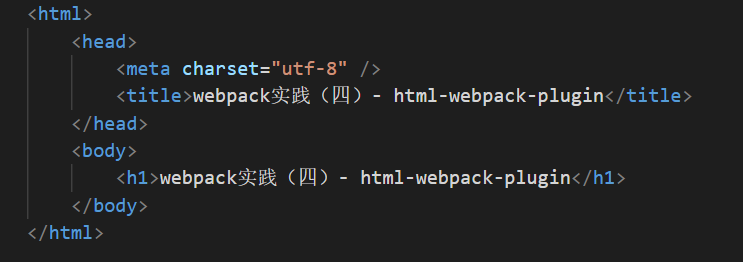 <html>
<head>
<meta charset="utf-8" />
<title>webpack实践（四）- html-webpack-plugin</title>
</head>
<body>
<h1>webpack实践（四）- html-webpack-plugin</h1>
</body>
</html>